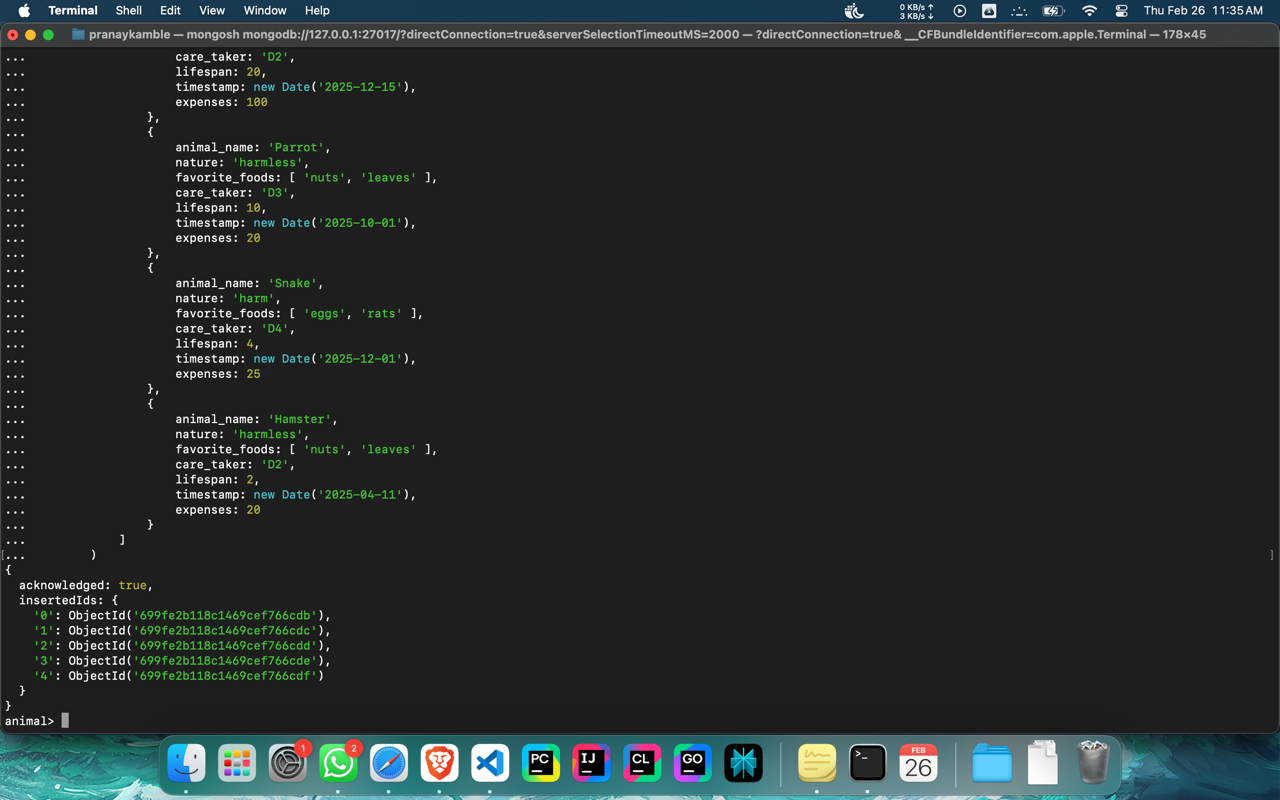 Terminal Shell Edit View Window Help 0 KB/s ↑ 3 KB/s ↓ Thu Feb 26 11:35 AM
pranaykamble — mongosh mongodb://127.0.0.1:27017/?directConnection=true&serverSelectionTimeoutMS=2000 — ?directConnection=true& __CFBundleIdentifier=com.apple.Terminal — 178×45
... care_taker: 'D2',
... lifespan: 20,
... timestamp: new Date('2025-12-15'),
... expenses: 100
... },
... {
... animal_name: 'Parrot',
... nature: 'harmless',
... favorite_foods: [ 'nuts', 'leaves' ],
... care_taker: 'D3',
... lifespan: 10,
... timestamp: new Date('2025-10-01'),
... expenses: 20
... },
... {
... animal_name: 'Snake',
... nature: 'harm',
... favorite_foods: [ 'eggs', 'rats' ],
... care_taker: 'D4',
... lifespan: 4,
... timestamp: new Date('2025-12-01'),
... expenses: 25
... },
... {
... animal_name: 'Hamster',
... nature: 'harmless',
... favorite_foods: [ 'nuts', 'leaves' ],
... care_taker: 'D2',
... lifespan: 2,
... timestamp: new Date('2025-04-11'),
... expenses: 20
... }
... ]
[... ) ]
{
acknowledged: true,
insertedIds: {
'0': ObjectId('699fe2b118c1469cef766cdb'),
'1': ObjectId('699fe2b118c1469cef766cdc'),
'2': ObjectId('699fe2b118c1469cef766cdd'),
'3': ObjectId('699fe2b118c1469cef766cde'),
'4': ObjectId('699fe2b118c1469cef766cdf')
}
}
animal>
1 2 PC IJ CL GO >_ FEB
26